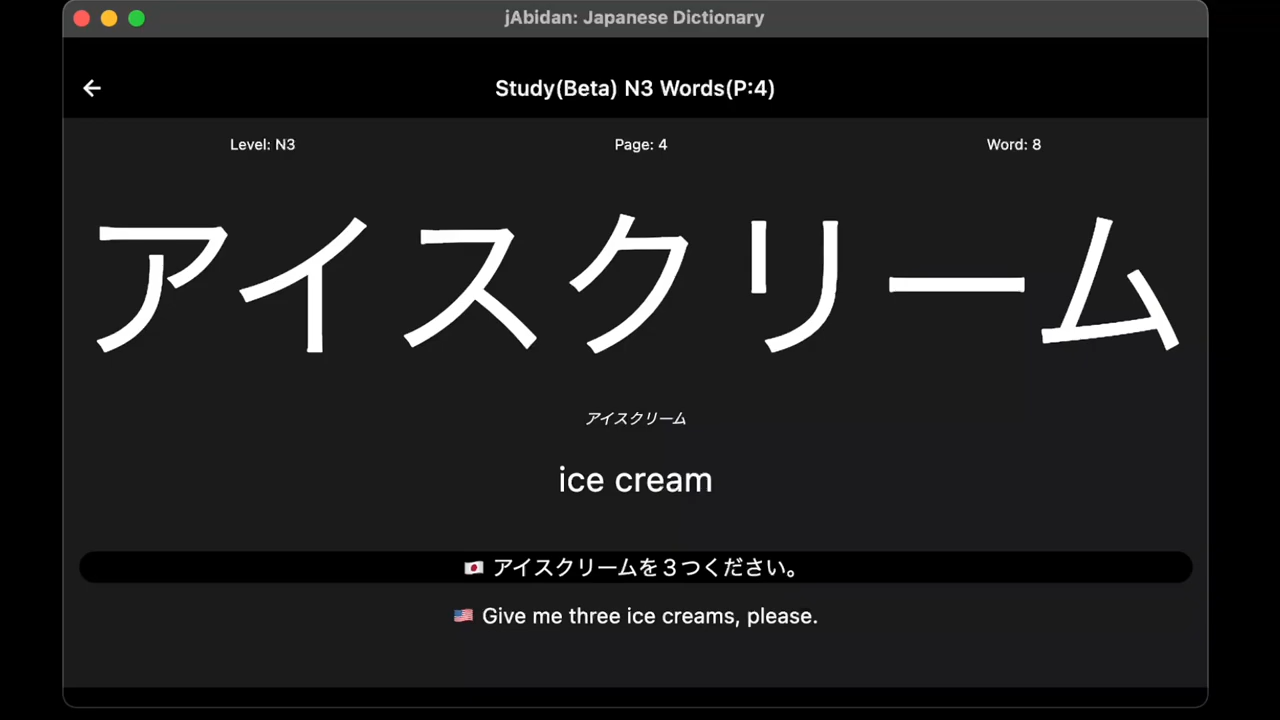 jAbidan: Japanese Dictionary
Study(Beta) N3 Words(P:4)
Level: N3 Page: 4 Word: 8
アイスクリーム
アイスクリーム
ice cream
アイスクリームを３つください。
Give me three ice creams, please.